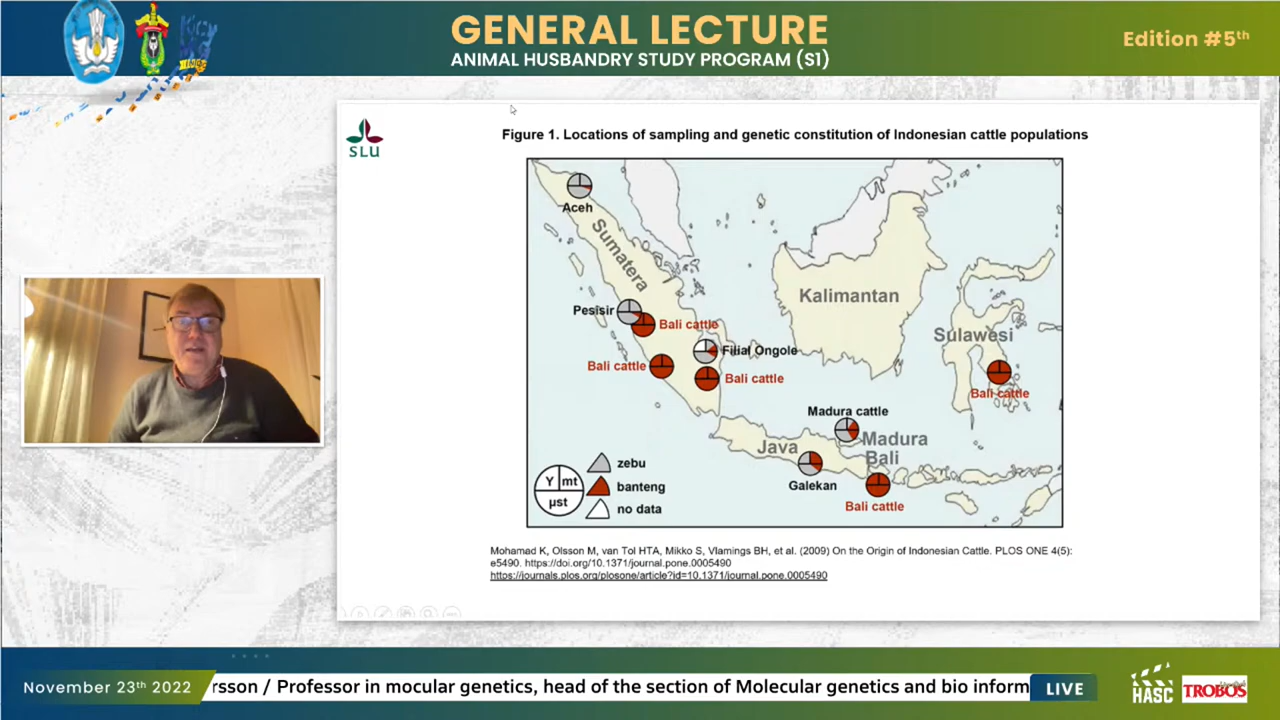 GENERAL LECTURE
ANIMAL HUSBANDRY STUDY PROGRAM (S1)
Edition #5th
SLU
Figure 1. Locations of sampling and genetic constitution of Indonesian cattle populations
Aceh
Sumatera
Pesisir
Bali cattle
Filial Ongole
Bali cattle
Bali cattle
Kalimantan
Sulawesi
Bali cattle
Madura cattle
Madura
Java
Bali
Galekan
Bali cattle
Y mt
µst
zebu
banteng
no data
Mohamad K, Olsson M, van Tol HTA, Mikko S, Vlamings BH, et al. (2009) On the Origin of Indonesian Cattle. PLOS ONE 4(5):
e5490. https://doi.org/10.1371/journal.pone.0005490
https://journals.plos.org/plosone/article?id=10.1371/journal.pone.0005490
November 23th 2022
rsson / Professor in mocular genetics, head of the section of Molecular genetics and bio inform
LIVE
HASC
TROBOS